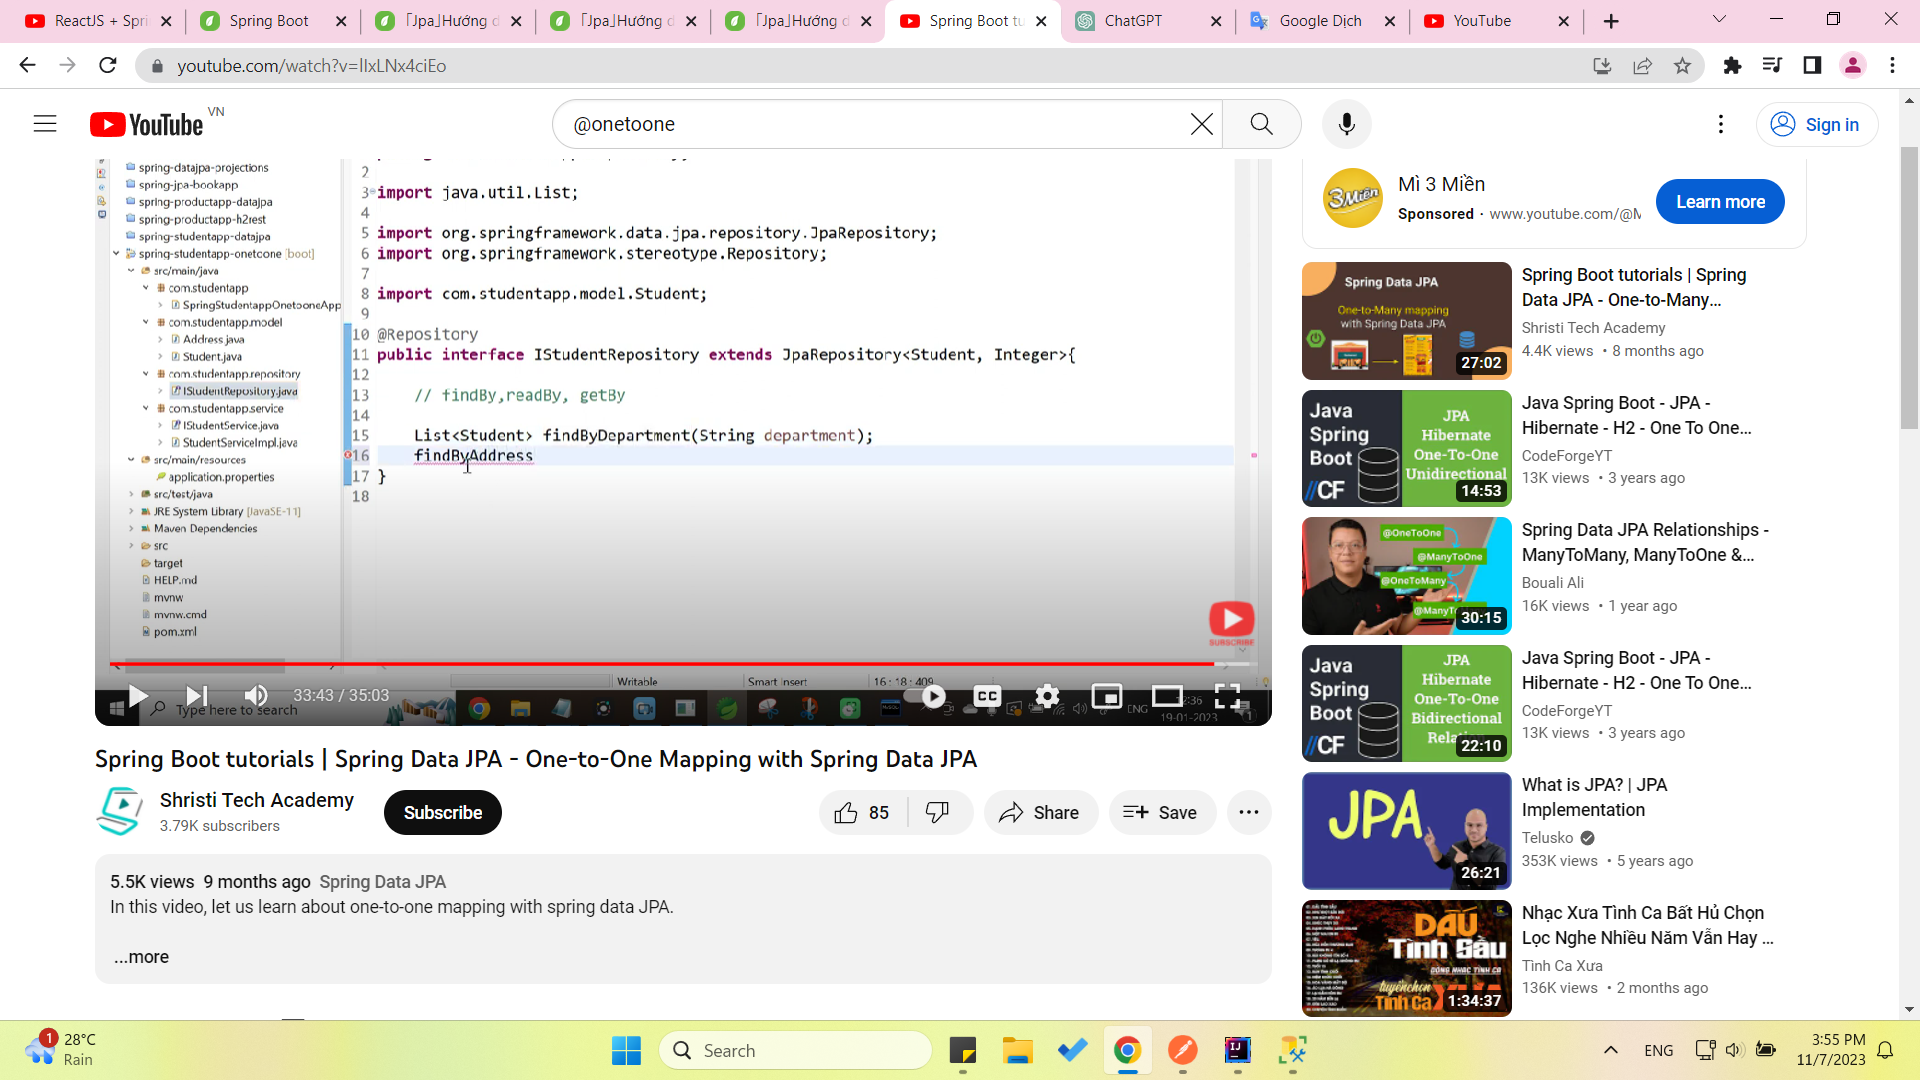 ReactJS + Spri
Spring Boot
「Jpa」Hướng d
「Jpa」Hướng d
「Jpa」Hướng d
Spring Boot tu
ChatGPT
Google Dịch
YouTube
youtube.com/watch?v=IIxLNx4ciEo
YouTube VN
@onetoone
Sign in
spring-datajpa-projections
spring-jpa-bookapp
spring-productapp-datajpa
spring-productapp-h2rest
spring-studentapp-datajpa
spring-studentapp-onetoone [boot]
src/main/java
com.studentapp
SpringStudentappOnetooneApp
com.studentapp.model
Address.java
Student.java
com.studentapp.repository
IStudentRepository.java
com.studentapp.service
IStudentService.java
StudentServiceImpl.java
src/main/resources
application.properties
src/test/java
JRE System Library [JavaSE-11]
Maven Dependencies
src
target
HELP.md
mvnw
mvnw.cmd
pom.xml
2
3 import java.util.List;
4
5 import org.springframework.data.jpa.repository.JpaRepository;
6 import org.springframework.stereotype.Repository;
7
8 import com.studentapp.model.Student;
9
10 @Repository
11 public interface IStudentRepository extends JpaRepository<Student, Integer>{
12
13 // findBy,readBy, getBy
14
15 List<Student> findByDepartment(String department);
16 findByAddress
17 }
18
SUBSCRIBE
Writable
Smart Insert
16 : 18 : 409
33:43 / 35:03
Type here to search
CC
ENG
19-01-2023
Spring Boot tutorials | Spring Data JPA - One-to-One Mapping with Spring Data JPA
Shristi Tech Academy
3.79K subscribers
Subscribe
85
Share
Save
5.5K views 9 months ago Spring Data JPA
In this video, let us learn about one-to-one mapping with spring data JPA.
...more
3 Miền
Mì 3 Miền
Sponsored · www.youtube.com/@M
Learn more
Spring Data JPA
One-to-Many mapping
with Spring Data JPA
27:02
Spring Boot tutorials | Spring
Data JPA - One-to-Many...
Shristi Tech Academy
4.4K views • 8 months ago
Java
Spring
Boot
//CF
JPA
Hibernate
One-To-One
Unidirectional
14:53
Java Spring Boot - JPA -
Hibernate - H2 - One To One...
CodeForgeYT
13K views • 3 years ago
@OneToOne
@ManyToOne
@OneToMany
@ManyTo
30:15
Spring Data JPA Relationships -
ManyToMany, ManyToOne &...
Bouali Ali
16K views • 1 year ago
Java
Spring
Boot
//CF
JPA
Hibernate
One-To-One
Bidirectional
Rela
22:10
Java Spring Boot - JPA -
Hibernate - H2 - One To One...
CodeForgeYT
13K views • 3 years ago
JPA
26:21
What is JPA? | JPA
Implementation
Telusko
353K views • 5 years ago
DẤU
Tình Sầu
DÒNG NHẠC TÌNH CA
tuyển chọn
Tình Ca XƯA
1:34:37
Nhạc Xưa Tình Ca Bất Hủ Chọn
Lọc Nghe Nhiều Năm Vẫn Hay ...
Tình Ca Xưa
136K views • 2 months ago
1
28°C
Rain
Search
IJ
ENG
3:55 PM
11/7/2023